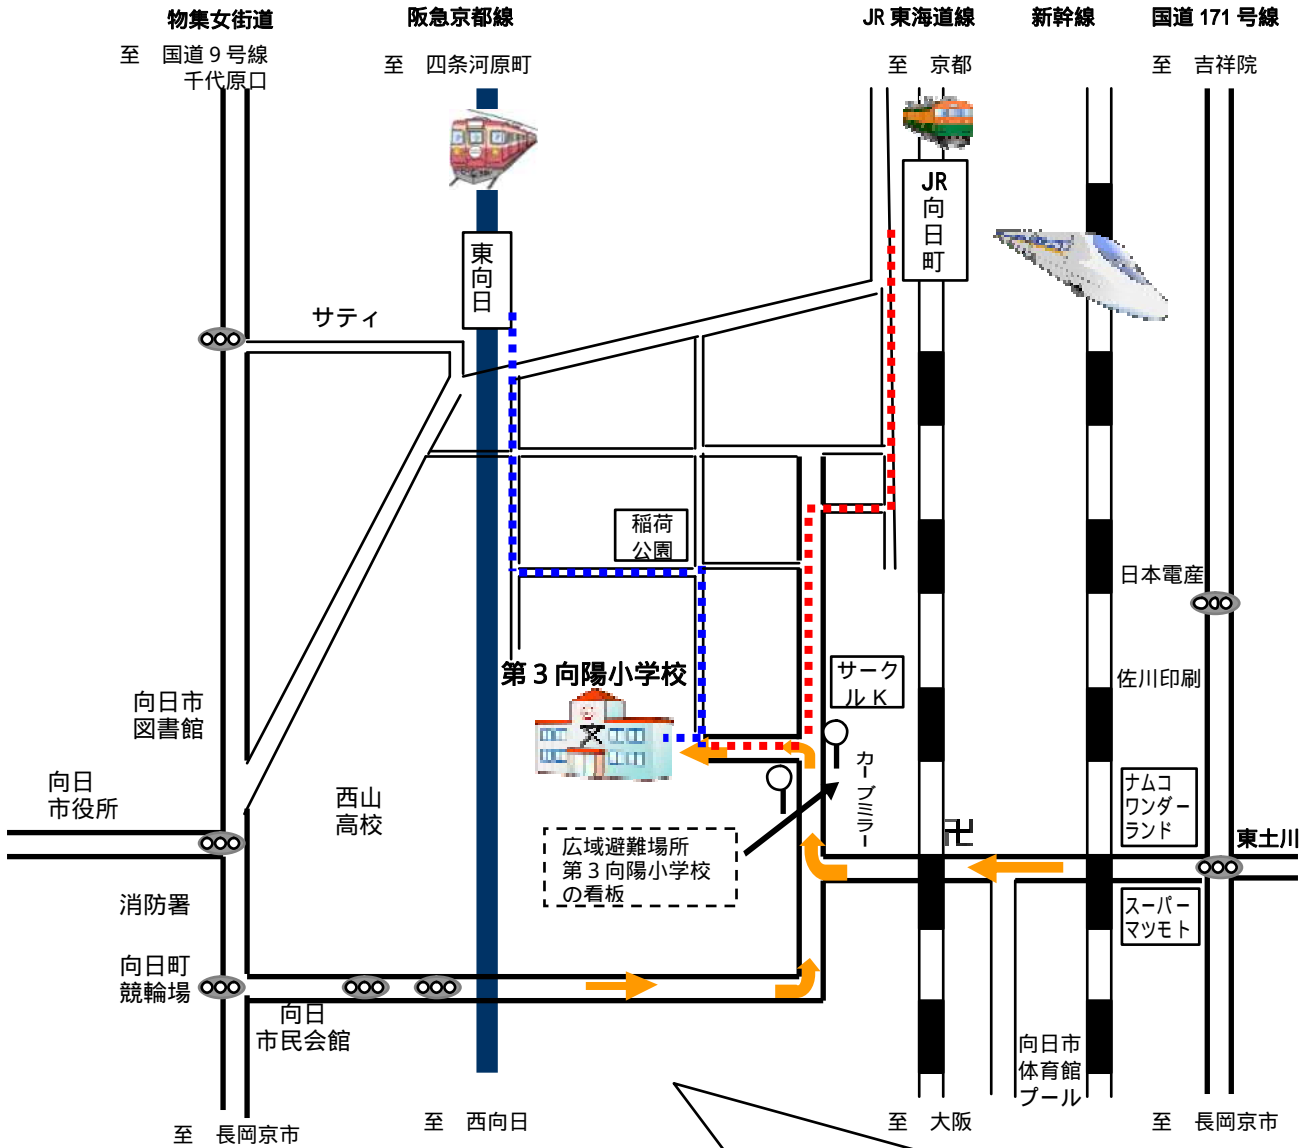 物集女街道
阪急京都線
JR 東海道線
新幹線
国道 171 号線
至　国道９号線
千代原口
至　四条河原町
至　京都
至　吉祥院
JR
向
日
町
東
向
日
サティ
稲荷
公園
日本電産
第３向陽小学校
文
サーク
ルＫ
佐川印刷
向日市
図書館
カーブミラー
向日
市役所
西山
高校
ナムコ
ワンダー
ランド
広域避難場所
第３向陽小学校
の看板
卍
東土川
消防署
スーパー
マツモト
向日町
競輪場
向日
市民会館
向日市
体育館
プール
至　長岡京市
至　西向日
至　大阪
至　長岡京市